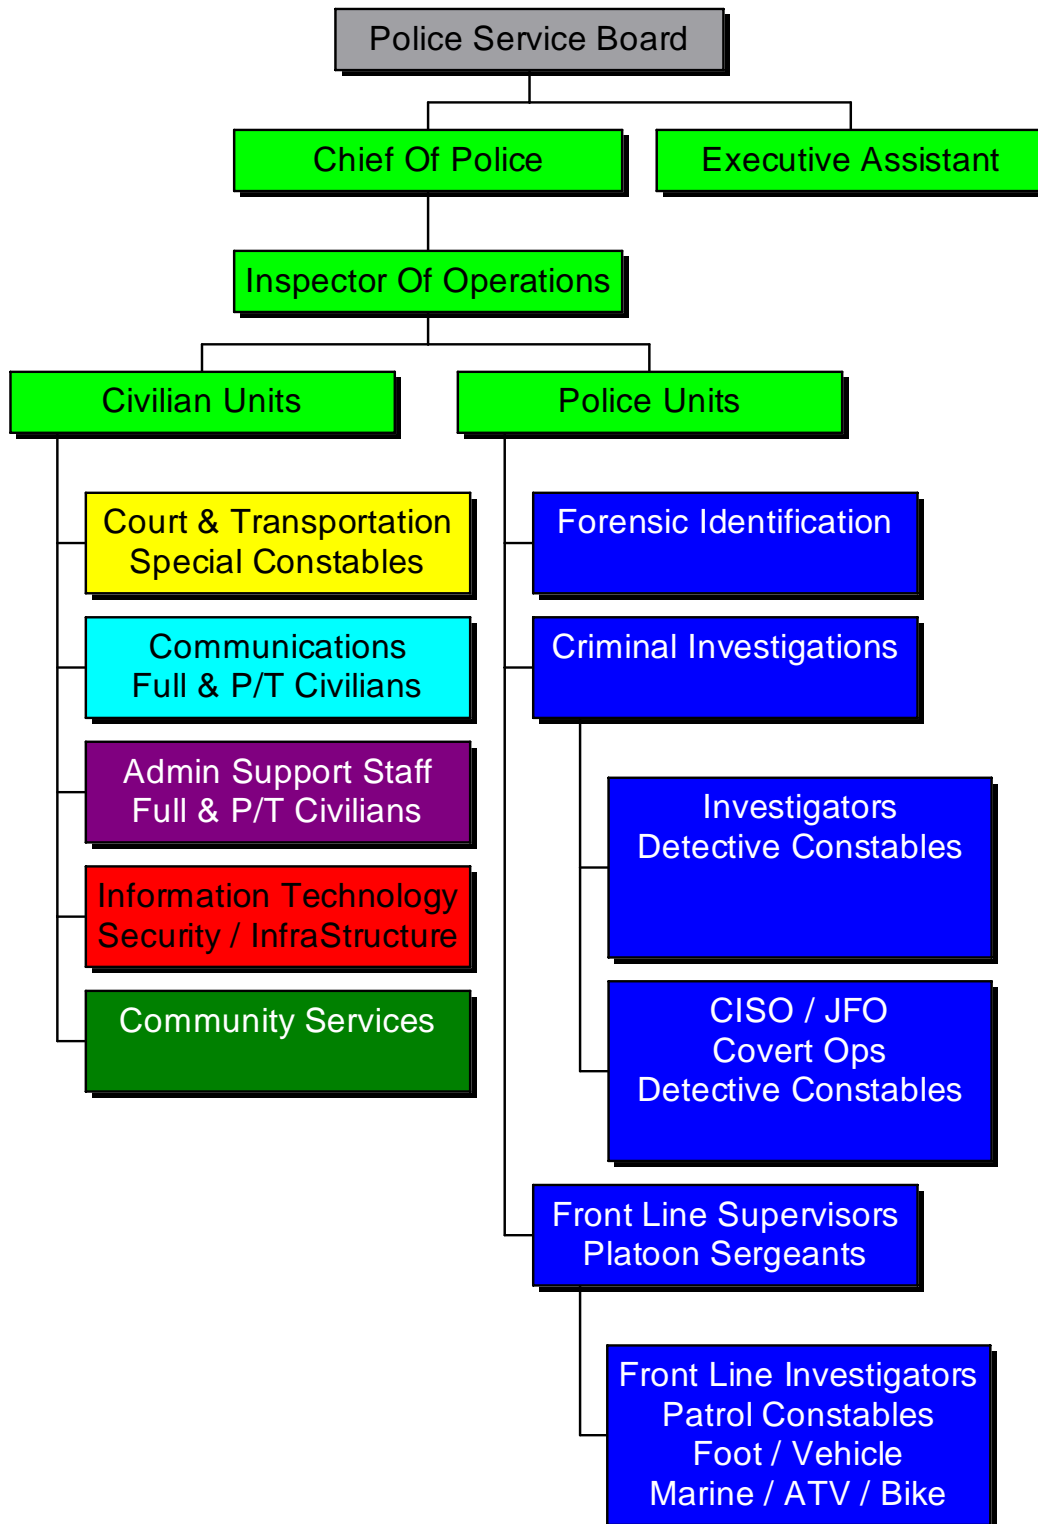 Police Service Board
Chief Of Police
Executive Assistant
Inspector Of Operations
Civilian Units
Police Units
Court & Transportation
Special Constables
Communications
Full & P/T Civilians
Admin Support Staff
Full & P/T Civilians
Information Technology
Security / InfraStructure
Community Services
Forensic Identification
Criminal Investigations
Investigators
Detective Constables
CISO / JFO
Covert Ops
Detective Constables
Front Line Supervisors
Platoon Sergeants
Front Line Investigators
Patrol Constables
Foot / Vehicle
Marine / ATV / Bike